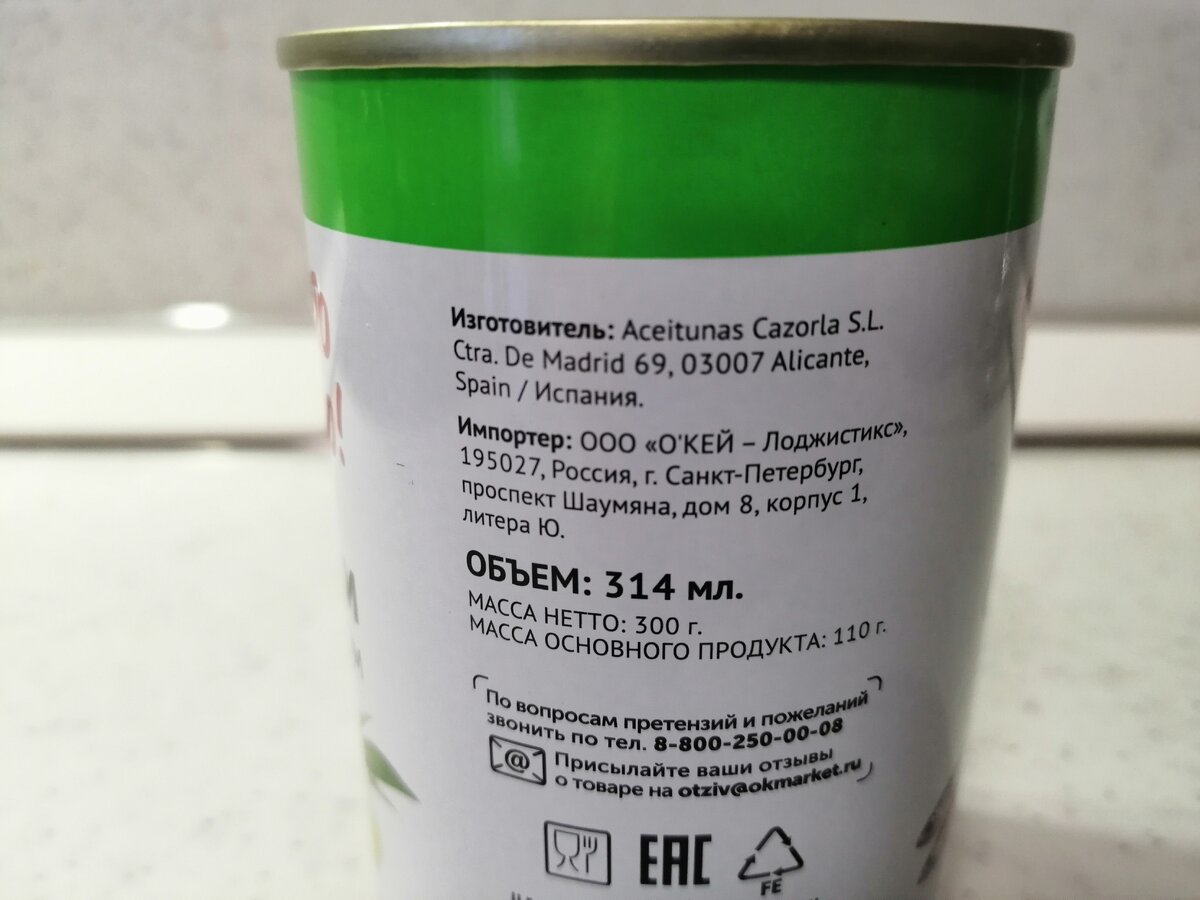 Изготовитель: Aceitunas Cazorla S.L.
Ctra. De Madrid 69, 03007 Alicante,
Spain / Испания.
Импортер: ООО «О'КЕЙ – Лоджистикс»,
195027, Россия, г. Санкт-Петербург,
проспект Шаумяна, дом 8, корпус 1,
литера Ю.
ОБЪЕМ: 314 мл.
МАССА НЕТТО: 300 г.
МАССА ОСНОВНОГО ПРОДУКТА: 110 г.
По вопросам претензий и пожеланий
звонить по тел. 8-800-250-00-08
@ Присылайте ваши отзывы
о товаре на otziv@okmarket.ru
EAC
FE